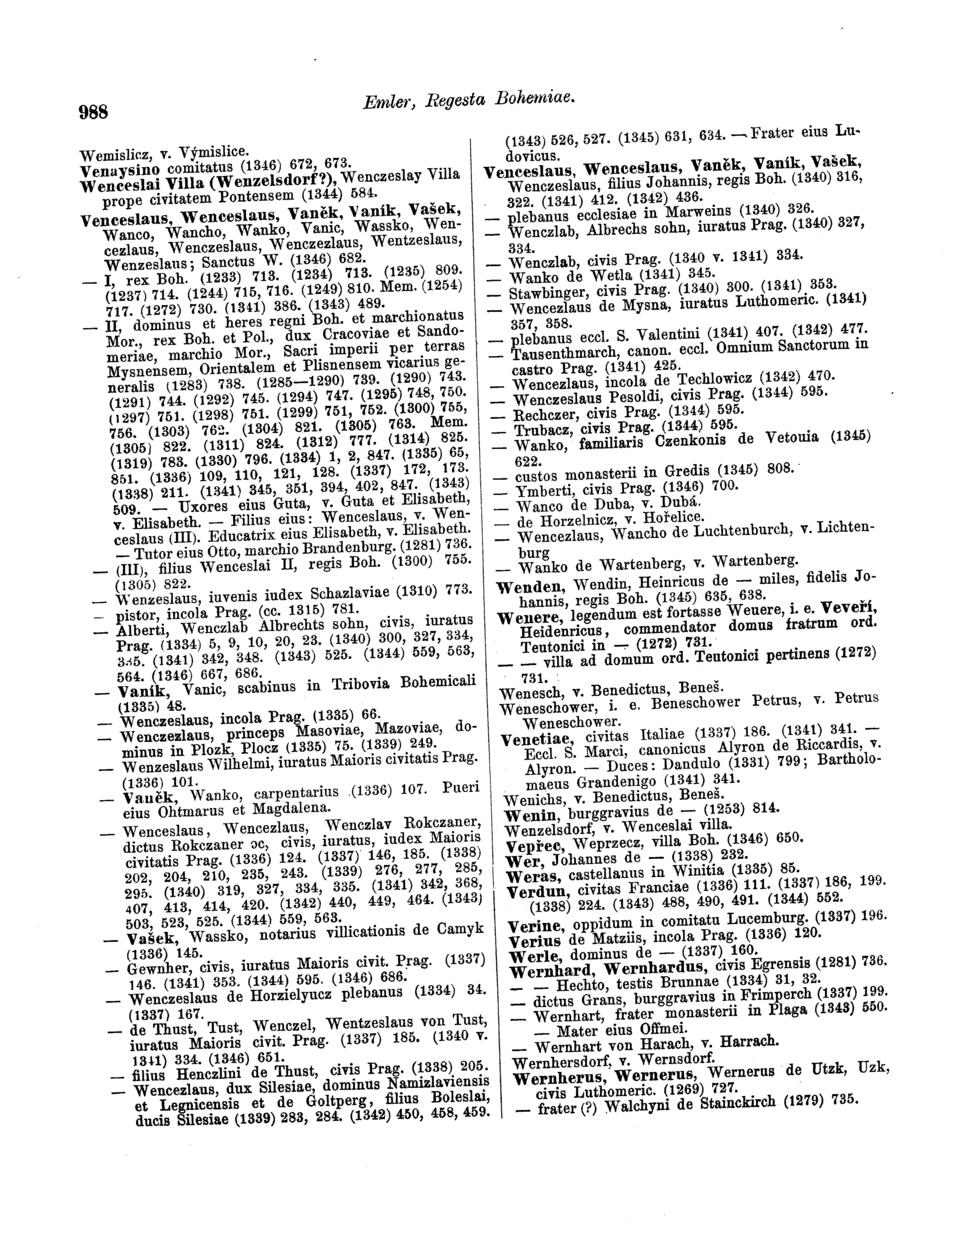 988
Emler, Regesta Bohemiae.
Wemislicz, v. Výmislice.
Venaysino comitatus (1346) 672, 673.
Wenceslai Villa (Wenzelsdorf?), Wenczeslay Villa
prope civitatem Pontensem (1344) 584.
Venceslaus, Wenceslaus, Vaněk, Vaník, Vašek,
Wanco, Wancho, Wanko, Vanic, Wassko, Wen-
cezlaus, Wenczeslaus, Wenczezlaus, Wentzeslaus,
Wenzeslaus; Sanctus W. (1346) 682.
— I, rex Boh. (1233) 713. (1234) 713. (1235) 809.
(1237) 714. (1244) 715, 716. (1249) 810. Mem. (1254)
717. (1272) 730. (1341) 386. (1343) 489.
— II, dominus et heres regni Boh. et marchionatus
Mor., rex Boh. et Pol., dux Cracoviae et Sando-
meriae, marchio Mor., Sacri imperii per terras
Mysnensem, Orientalem et Plisnensem vicarius ge-
neralis (1283) 738. (1285—1290) 739. (1290) 743.
(1291) 744. (1292) 745. (1294) 747. (1295) 748, 750.
(1297) 751. (1298) 751. (1299) 751, 752. (1300) 755,
756. (1303) 762. (1304) 821. (1305) 763. Mem.
(1305) 822. (1311) 824. (1312) 777. (1314) 825.
(1319) 783. (1330) 796. (1334) 1, 2, 847. (1335) 65,
851. (1336) 109, 110, 121, 128. (1337) 172, 173.
(1338) 211. (1341) 345, 351, 394, 402, 847. (1343)
509. — Uxores eius Guta, v. Guta et Elisabeth,
v. Elisabeth. — Filius eius: Wenceslaus, v. Wen-
ceslaus (III). Educatrix eius Elisabeth, v. Elisabeth.
— Tutor eius Otto, marchio Brandenburg. (1281) 736.
— (III), filius Wenceslai II, regis Boh. (1300) 755.
(1305) 822.
— Wenzeslaus, iuvenis iudex Schazlaviae (1310) 773.
— pistor, incola Prag. (cc. 1315) 781.
— Alberti, Wenczlab Albrechts sohn, civis, iuratus
Prag. (1334) 5, 9, 10, 20, 23. (1340) 300, 327, 334,
335. (1341) 342, 348. (1343) 525. (1344) 559, 563,
564. (1346) 667, 686.
— Vaník, Vanic, scabinus in Tribovia Bohemicali
(1335) 48.
— Wenczeslaus, incola Prag. (1335) 66.
— Wenczezlaus, princeps Masoviae, Mazoviae, do-
minus in Plozk, Plocz (1335) 75. (1339) 249.
— Wenzeslaus Wilhelmi, iuratus Maioris civitatis Prag.
(1336) 101.
— Vaněk, Wanko, carpentarius (1336) 107. Pueri
eius Ohtmarus et Magdalena.
— Wenceslaus, Wencezlaus, Wenczlav Rokczaner,
dictus Rokczaner cc, civis, iuratus, iudex Maioris
civitatis Prag. (1336) 124. (1337) 146, 185. (1338)
202, 204, 210, 235, 243. (1339) 276, 277, 285,
295. (1340) 319, 327, 334, 335. (1341) 342, 368,
407, 413, 414, 420. (1342) 440, 449, 464. (1343)
503, 523, 525. (1344) 559, 563.
— Vašek, Wassko, notarius villicationis de Camyk
(1336) 145.
— Gewnher, civis, iuratus Maioris civit. Prag. (1337)
146. (1341) 353. (1344) 595. (1346) 686.
— Wenczeslaus de Horzielyucz plebanus (1334) 34.
(1337) 167.
— de Thust, Tust, Wenczel, Wentzeslaus von Tust,
iuratus Maioris civit. Prag. (1337) 185. (1340 v.
1341) 334. (1346) 651.
— filius Henczlini de Thust, civis Prag. (1338) 205.
— Wencezlaus, dux Silesiae, dominus Namizlaviensis
et Legnicensis et de Goltperg, filius Boleslai,
ducis Silesiae (1339) 283, 284. (1342) 450, 458, 459.
(1343) 526, 527. (1345) 631, 634. — Frater eius Lu-
dovicus.
Venceslaus, Wenceslaus, Vaněk, Vaník, Vašek,
Wenczeslaus, filius Johannis, regis Boh. (1340) 316,
322. (1341) 412. (1342) 436.
— plebanus ecclesiae in Marweins (1340) 326.
— Wenczlab, Albrechs sohn, iuratus Prag. (1340) 327,
334.
— Wenczlab, civis Prag. (1340 v. 1341) 334.
— Wanko de Wetla (1341) 345.
— Stawbinger, civis Prag. (1340) 300. (1341) 353.
— Wencezlaus de Mysna, iuratus Luthomeric. (1341)
357, 358.
— plebanus eccl. S. Valentini (1341) 407. (1342) 477.
— Tausenthmarch, canon. eccl. Omnium Sanctorum in
castro Prag. (1341) 425.
— Wencezlaus, incola de Techlowicz (1342) 470.
— Wenczeslaus Pesoldi, civis Prag. (1344) 595.
— Rechczer, civis Prag. (1344) 595.
— Trubacz, civis Prag. (1344) 595.
— Wanko, familiaris Czenkonis de Vetouia (1345)
622.
— custos monasterii in Gredis (1345) 808.
— Ymberti, civis Prag. (1346) 700.
— Wanco de Duba, v. Dubá.
— de Horzelnicz, v. Hořelice.
— Wencezlaus, Wancho de Luchtenburch, v. Lichten-
burg
— Wanko de Wartenberg, v. Wartenberg.
Wenden, Wendin, Heinricus de — miles, fidelis Jo-
hannis, regis Boh. (1345) 635, 638.
Wenere, legendum est fortasse Weuere, i. e. Veveří,
Heidenricus, commendator domus fratrum ord.
Teutonici in — (1272) 731.
— — villa ad domum ord. Teutonici pertinens (1272)
731.
Wenesch, v. Benedictus, Beneš.
Weneschower, i. e. Beneschower Petrus, v. Petrus
Weneschower.
Venetiae, civitas Italiae (1337) 186. (1341) 341. —
Eccl. S. Marci, canonicus Alyron de Riccardis, v.
Alyron. — Duces: Dandulo (1331) 799; Bartholo-
maeus Grandenigo (1341) 341.
Wenichs, v. Benedictus, Beneš.
Wenin, burggravius de — (1253) 814.
Wenzelsdorf, v. Wenceslai villa.
Vepřec, Weprzecz, villa Boh. (1346) 650.
Wer, Johannes de — (1338) 232.
Weras, castellanus in Winitia (1335) 85.
Verdun, civitas Franciae (1336) 111. (1337) 186, 199.
(1338) 224. (1343) 488, 490, 491. (1344) 552.
Verine, oppidum in comitatu Lucemburg. (1337) 196.
Verius de Matziis, incola Prag. (1336) 120.
Werle, dominus de — (1337) 160.
Wernhard, Wernhardus, civis Egrensis (1281) 736.
— — Hechto, testis Brunnae (1334) 31, 32.
— dictus Grans, burggravius in Frimperch (1337) 199.
— Wernhart, frater monasterii in Plaga (1343) 550.
— Mater eius Offmei.
— Wernhart von Harach, v. Harrach.
Wernhersdorf, v. Wernsdorf.
Wernherus, Wernerus, Wernerus de Utzk, Uzk,
civis Luthomeric. (1269) 727.
— frater (?) Walchyni de Stainckirch (1279) 735.